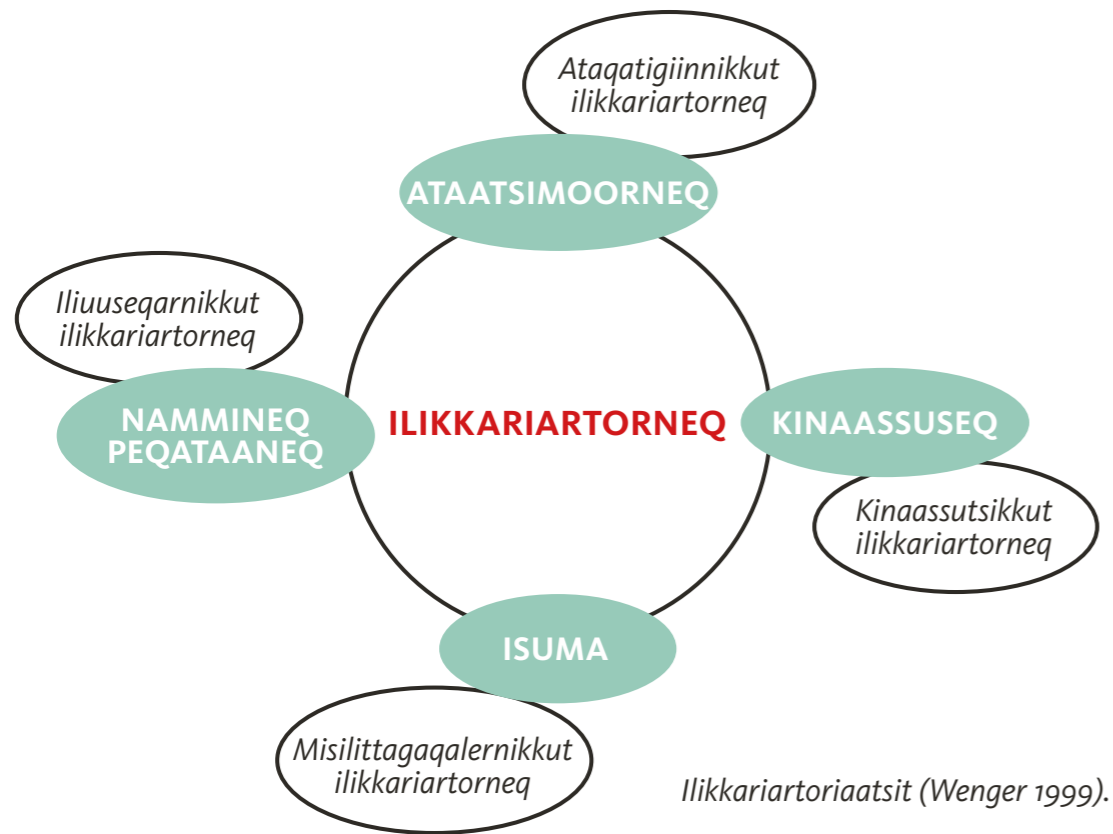 Ataqatigiinnikkut
ilikkariartorneq
ATAATSIMOORNEQ
Iliuuseqarnikkut
ilikkariartorneq
NAMMINEQ
PEQATAANEQ
ILIKKARIARTORNEQ
KINAASSUSEQ
Kinaassutsikkut
ilikkariartorneq
ISUMA
Misilittagaqalernikkut
ilikkariartorneq
Ilikkariartoriaatsit (Wenger 1999).